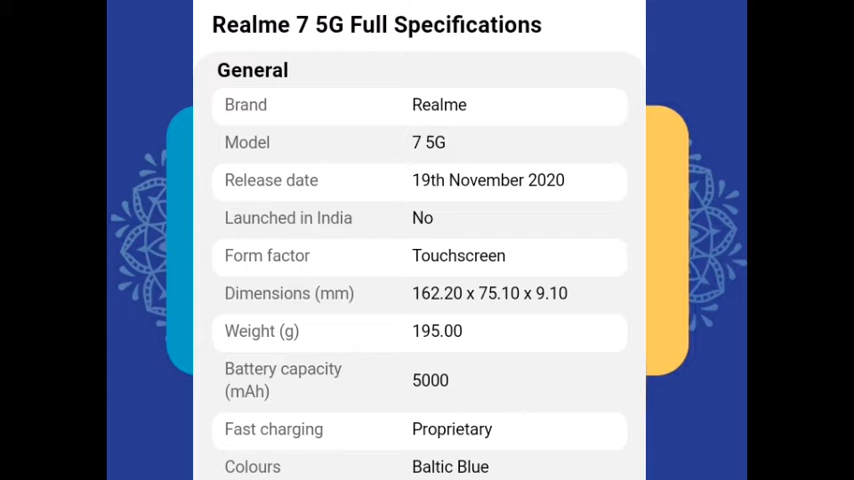 Realme 7 5G Full Specifications
General
Brand Realme
Model 7 5G
Release date 19th November 2020
Launched in India No
Form factor Touchscreen
Dimensions (mm) 162.20 x 75.10 x 9.10
Weight (g) 195.00
Battery capacity
(mAh) 5000
Fast charging Proprietary
Colours Baltic Blue